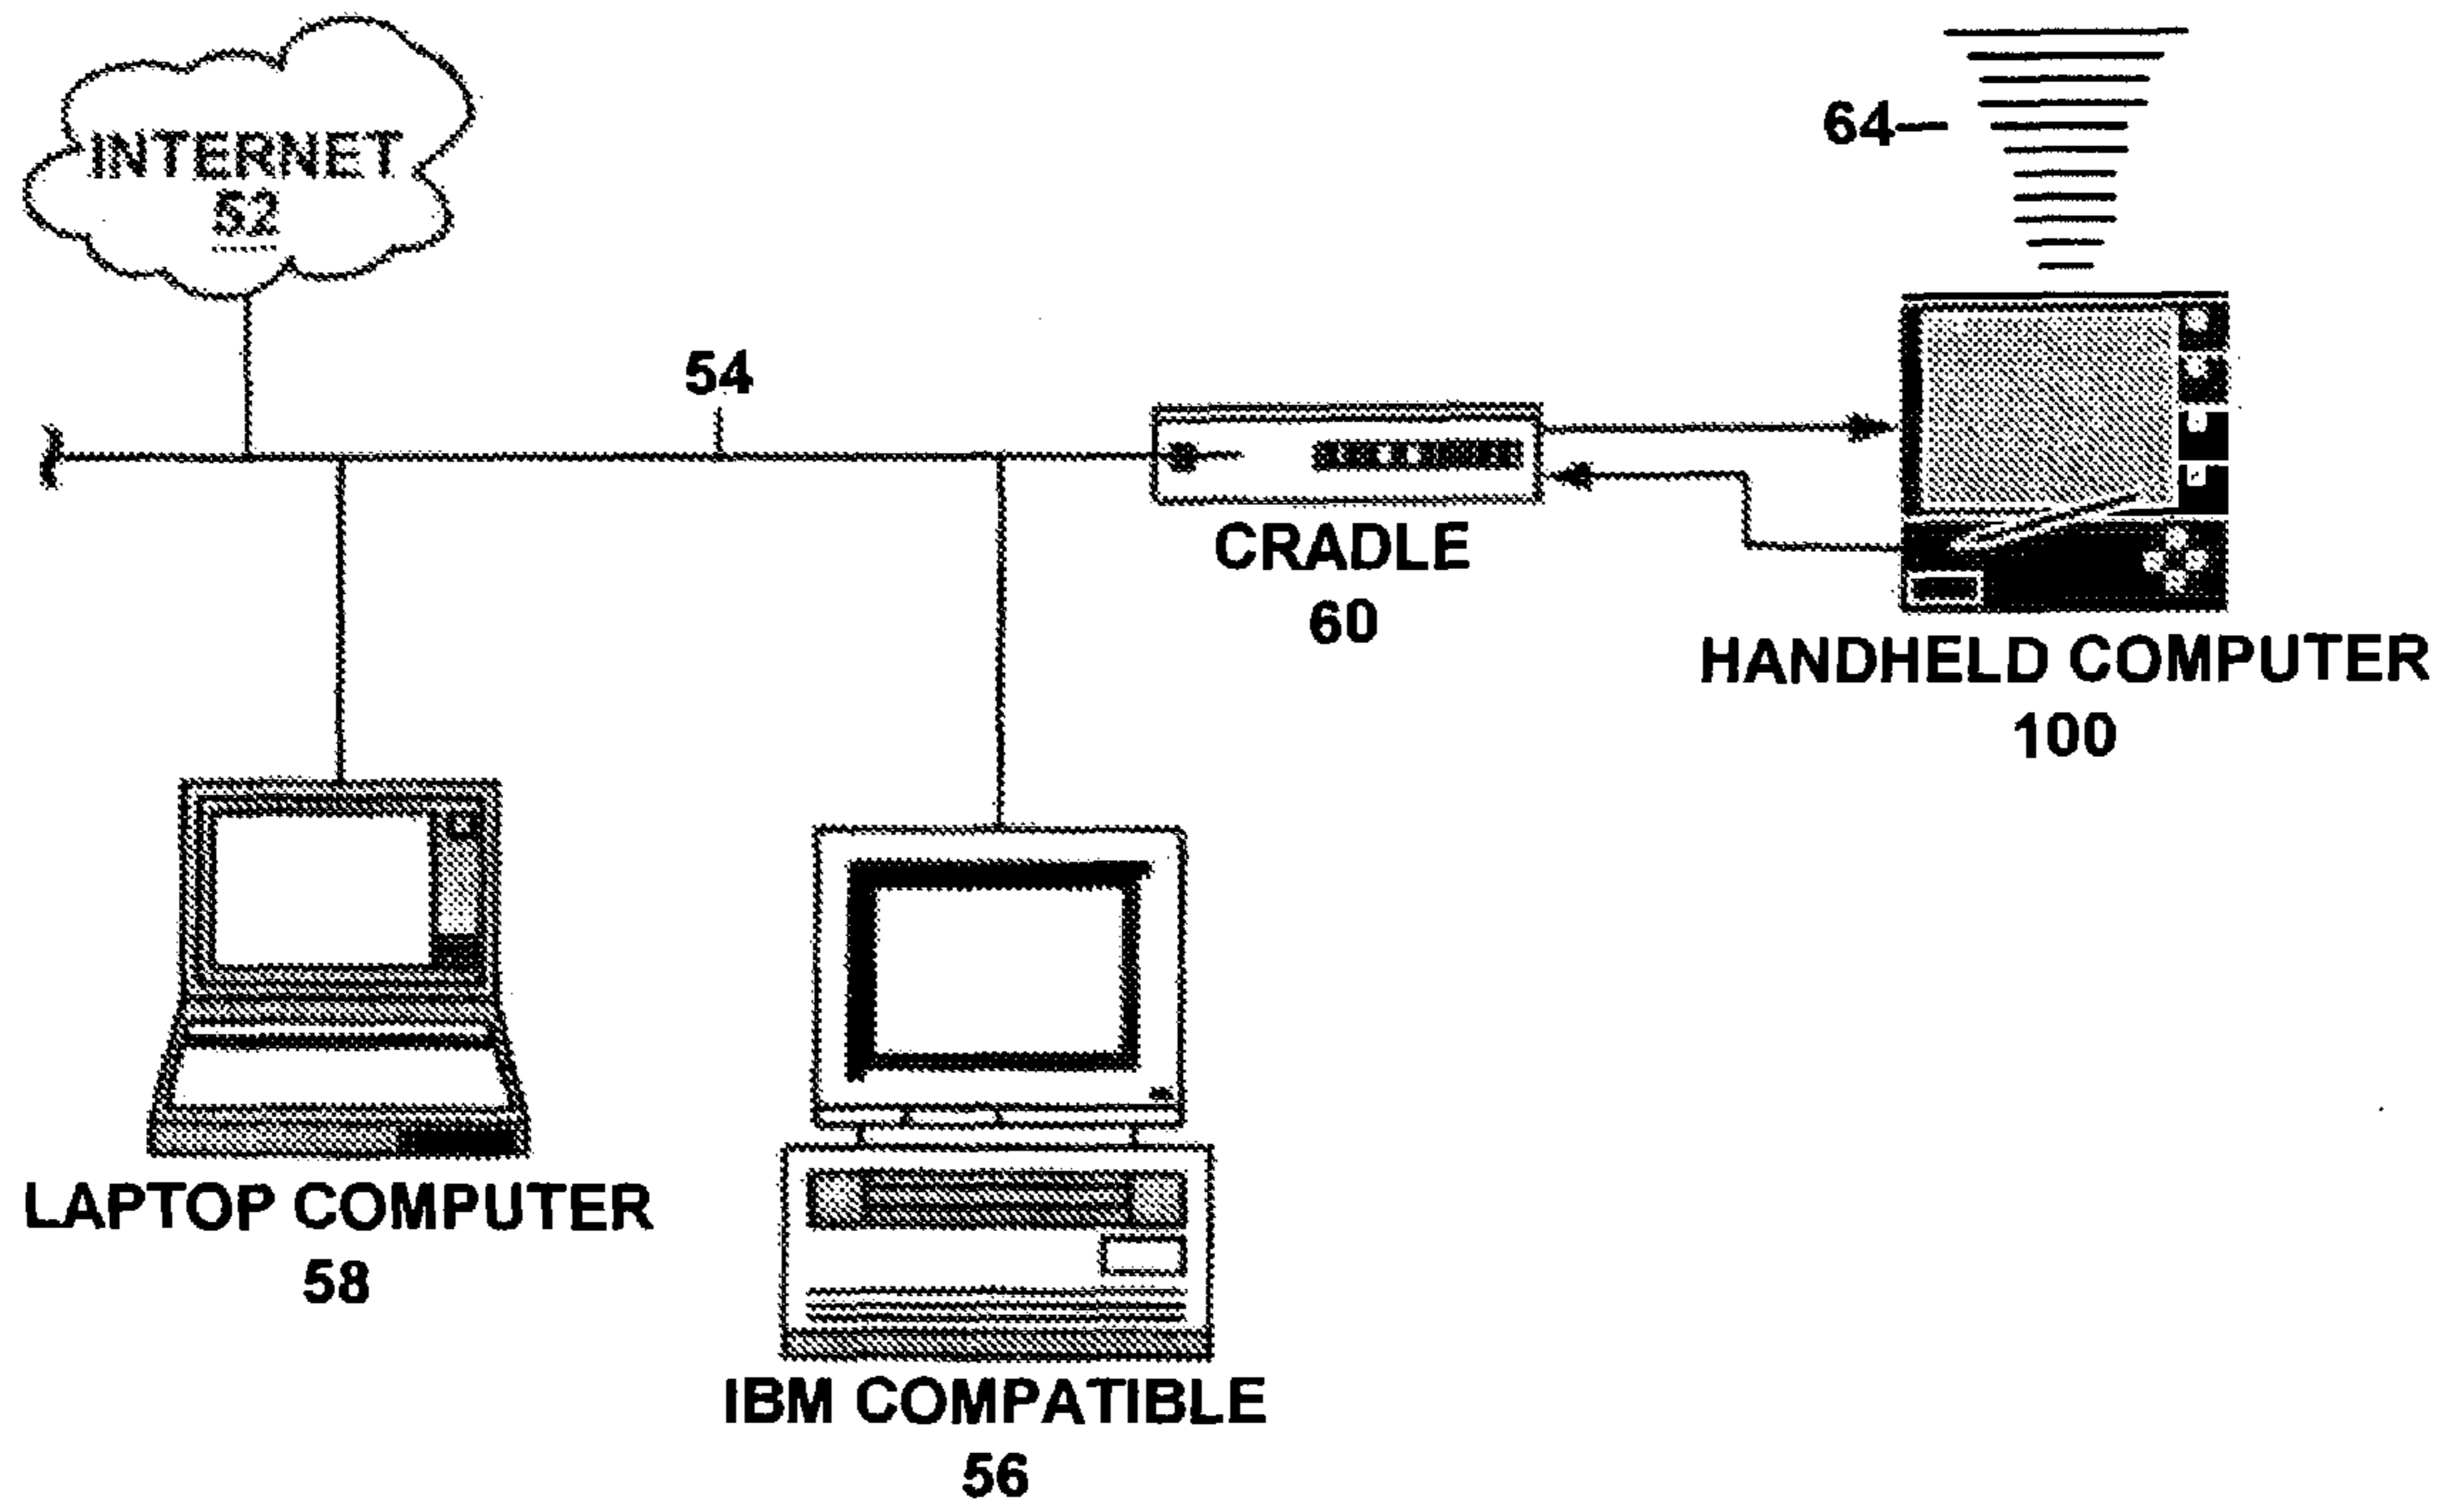 INTERNET
52
64
54
CRADLE
60
HANDHELD COMPUTER
100
LAPTOP COMPUTER
58
IBM COMPATIBLE
56